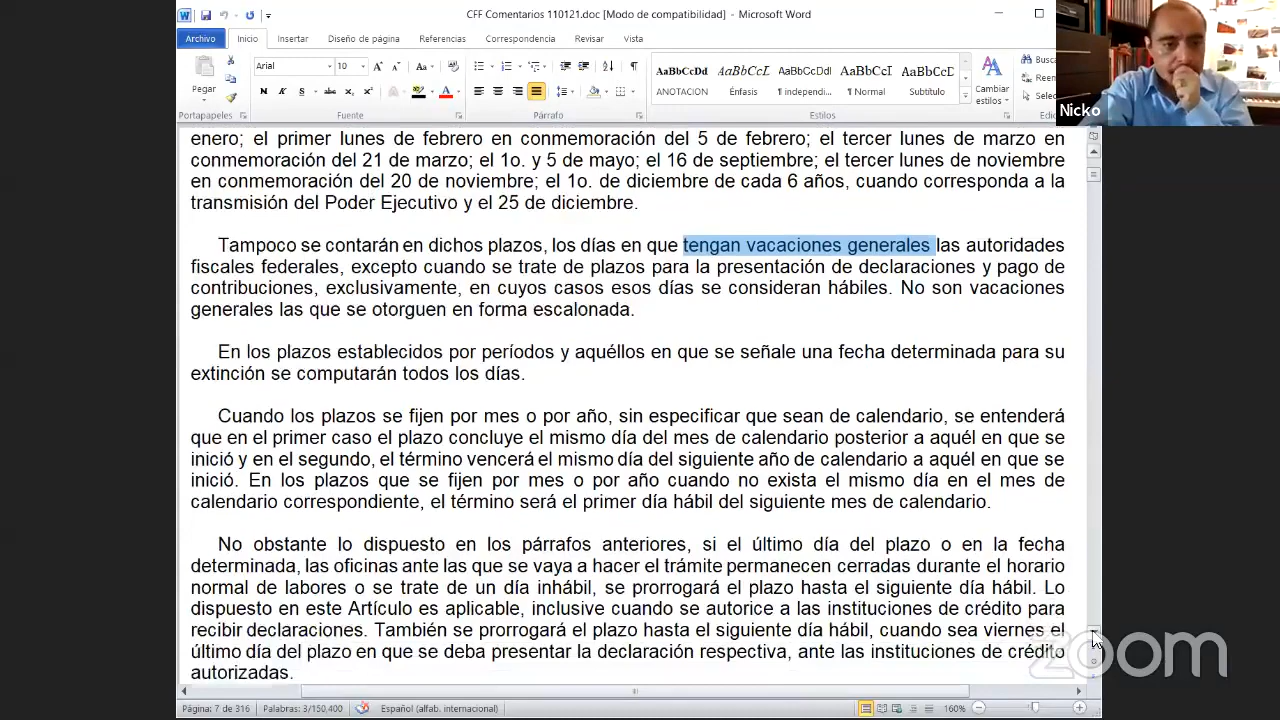 CFF Comentarios 110121.doc [Modo de compatibilidad] - Microsoft Word
Archivo Inicio Insertar Diseño de página Referencias Correspondencia Revisar Vista
Pegar
Portapapeles
Arial 10
N K S abc x₂ x²
Fuente
Párrafo
AaBbCcDd AaBbCcL AaBbCcDdI AaBbCcI AaBbCcDd
ANOTACION Énfasis ¶ independi... ¶ Normal Subtítulo
Estilos
Cambiar estilos
Nicko
enero; el primer lunes de febrero en conmemoración del 5 de febrero; el tercer lunes de marzo en
conmemoración del 21 de marzo; el 1o. y 5 de mayo; el 16 de septiembre; el tercer lunes de noviembre
en conmemoración del 20 de noviembre; el 1o. de diciembre de cada 6 años, cuando corresponda a la
transmisión del Poder Ejecutivo y el 25 de diciembre.
Tampoco se contarán en dichos plazos, los días en que tengan vacaciones generales las autoridades
fiscales federales, excepto cuando se trate de plazos para la presentación de declaraciones y pago de
contribuciones, exclusivamente, en cuyos casos esos días se consideran hábiles. No son vacaciones
generales las que se otorguen en forma escalonada.
En los plazos establecidos por períodos y aquéllos en que se señale una fecha determinada para su
extinción se computarán todos los días.
Cuando los plazos se fijen por mes o por año, sin especificar que sean de calendario, se entenderá
que en el primer caso el plazo concluye el mismo día del mes de calendario posterior a aquél en que se
inició y en el segundo, el término vencerá el mismo día del siguiente año de calendario a aquél en que se
inició. En los plazos que se fijen por mes o por año cuando no exista el mismo día en el mes de
calendario correspondiente, el término será el primer día hábil del siguiente mes de calendario.
No obstante lo dispuesto en los párrafos anteriores, si el último día del plazo o en la fecha
determinada, las oficinas ante las que se vaya a hacer el trámite permanecen cerradas durante el horario
normal de labores o se trate de un día inhábil, se prorrogará el plazo hasta el siguiente día hábil. Lo
dispuesto en este Artículo es aplicable, inclusive cuando se autorice a las instituciones de crédito para
recibir declaraciones. También se prorrogará el plazo hasta el siguiente día hábil, cuando sea viernes el
último día del plazo en que se deba presentar la declaración respectiva, ante las instituciones de crédito
autorizadas.
zoom
Página: 7 de 316 Palabras: 3/150,400 Español (alfab. internacional) 160%